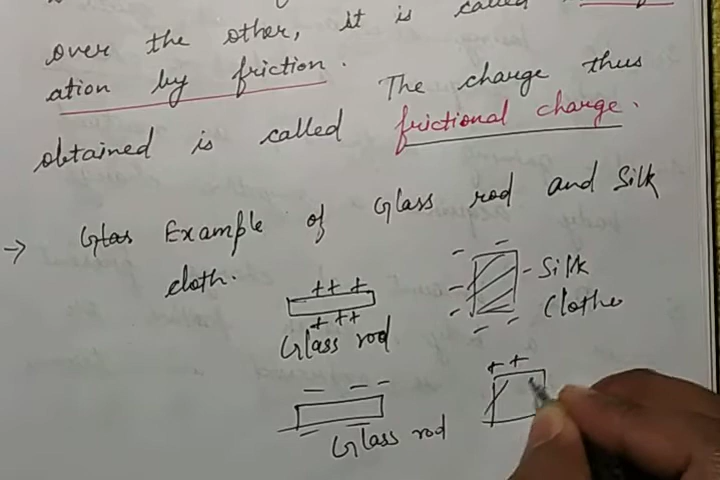 over the other, it is called
ation by friction. The charge thus
obtained is called frictional charge.
→ Glas Example of Glass rod and Silk
cloth.
++ +
+ ++
Glass rod
- Silk
Clothe
++
Glass rod